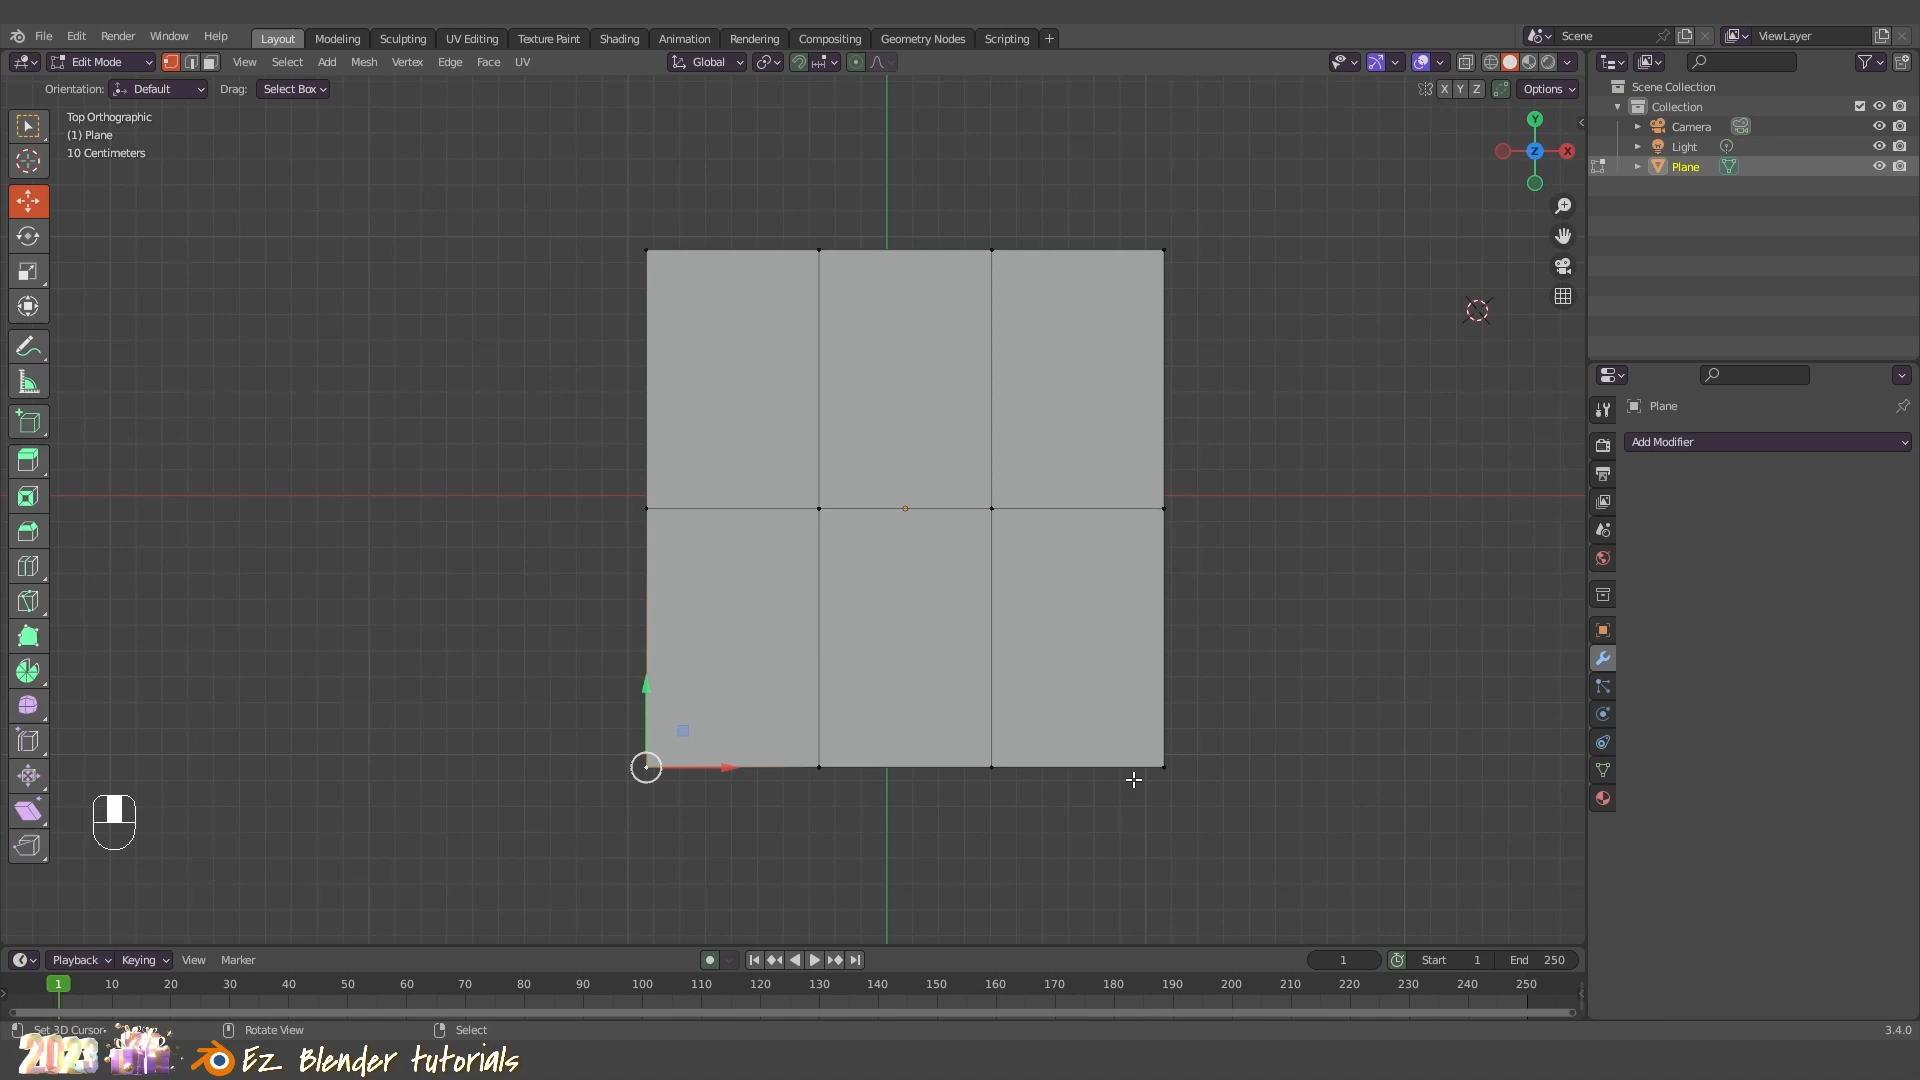 File Edit Render Window Help Layout Modeling Sculpting UV Editing Texture Paint Shading Animation Rendering Compositing Geometry Nodes Scripting + Scene ViewLayer
Edit Mode View Select Add Mesh Vertex Edge Face UV Global
Orientation: Default Drag: Select Box X Y Z Options
Top Orthographic
(1) Plane
10 Centimeters
Y
Z X
Scene Collection
Collection
Camera
Light
Plane
Plane
Add Modifier
Playback Keying View Marker 1 Start 1 End 250
1 10 20 30 40 50 60 70 80 90 100 110 120 130 140 150 160 170 180 190 200 210 220 230 240 250
Set 3D Cursor Rotate View Select 3.4.0
2023 Ez Blender tutorials